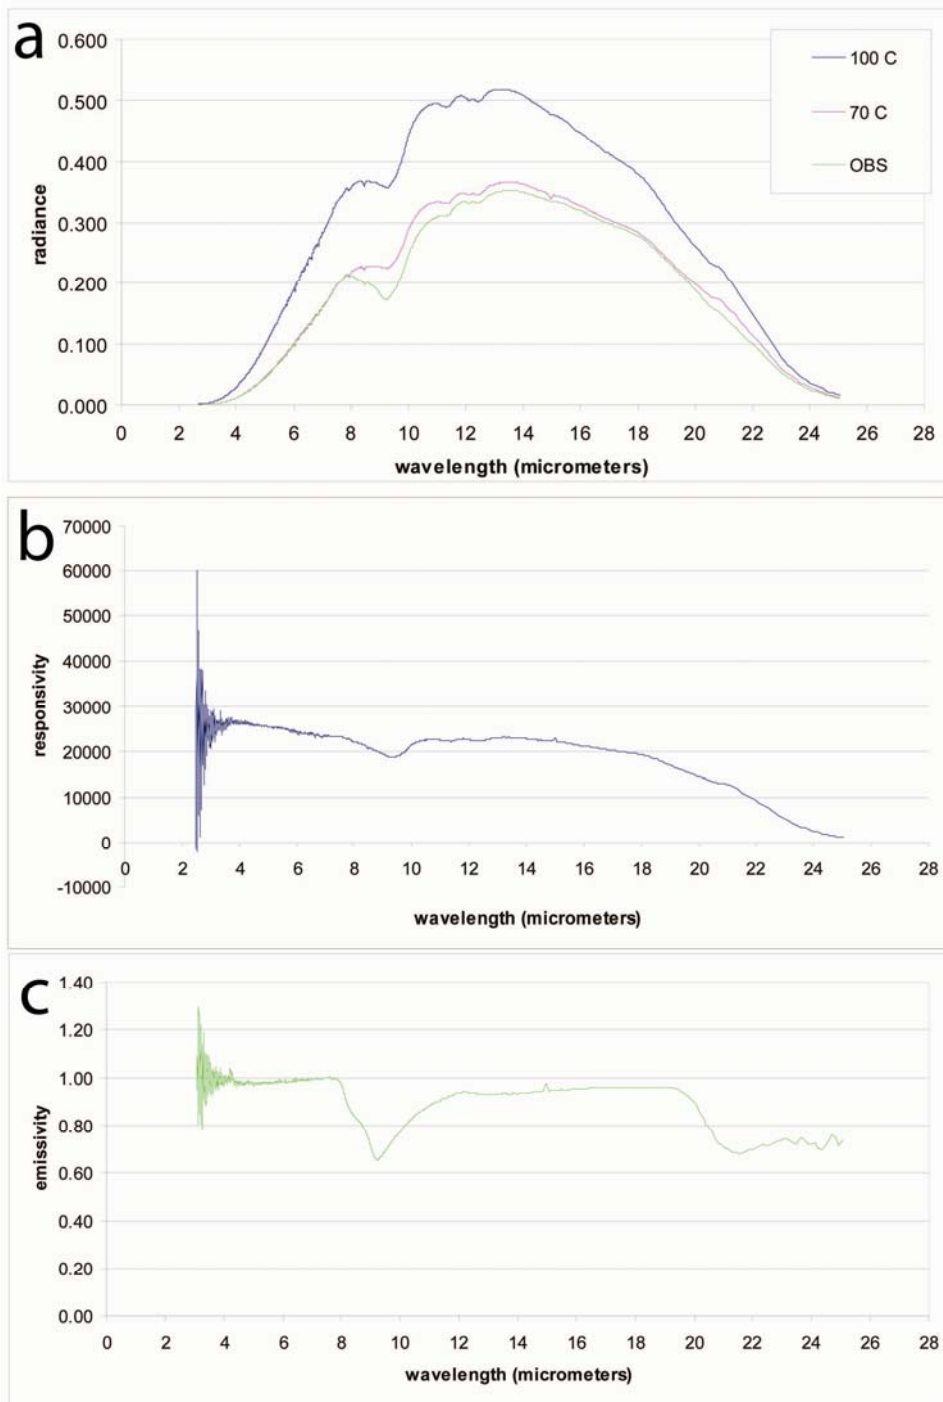 a
0.600
0.500
0.400
0.300
0.200
0.100
0.000
radiance
100 C
70 C
OBS
0 2 4 6 8 10 12 14 16 18 20 22 24 26 28
wavelength (micrometers)
b
70000
60000
50000
40000
30000
20000
10000
0
-10000
responsivity
0 2 4 6 8 10 12 14 16 18 20 22 24 26 28
wavelength (micrometers)
c
1.40
1.20
1.00
0.80
0.60
0.40
0.20
0.00
emissivity
0 2 4 6 8 10 12 14 16 18 20 22 24 26 28
wavelength (micrometers)